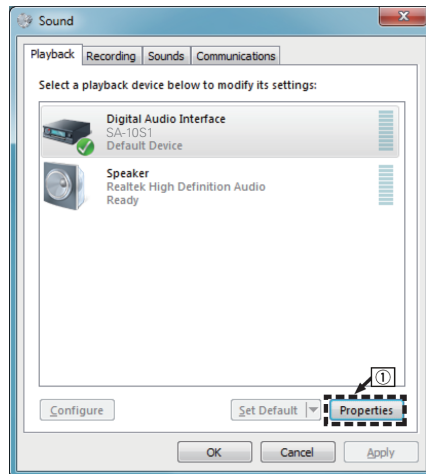 Sound
Playback Recording Sounds Communications
Select a playback device below to modify its settings:
Digital Audio Interface
SA-10S1
Default Device
Speaker
Realtek High Definition Audio
Ready
①
Configure Set Default Properties
OK Cancel Apply